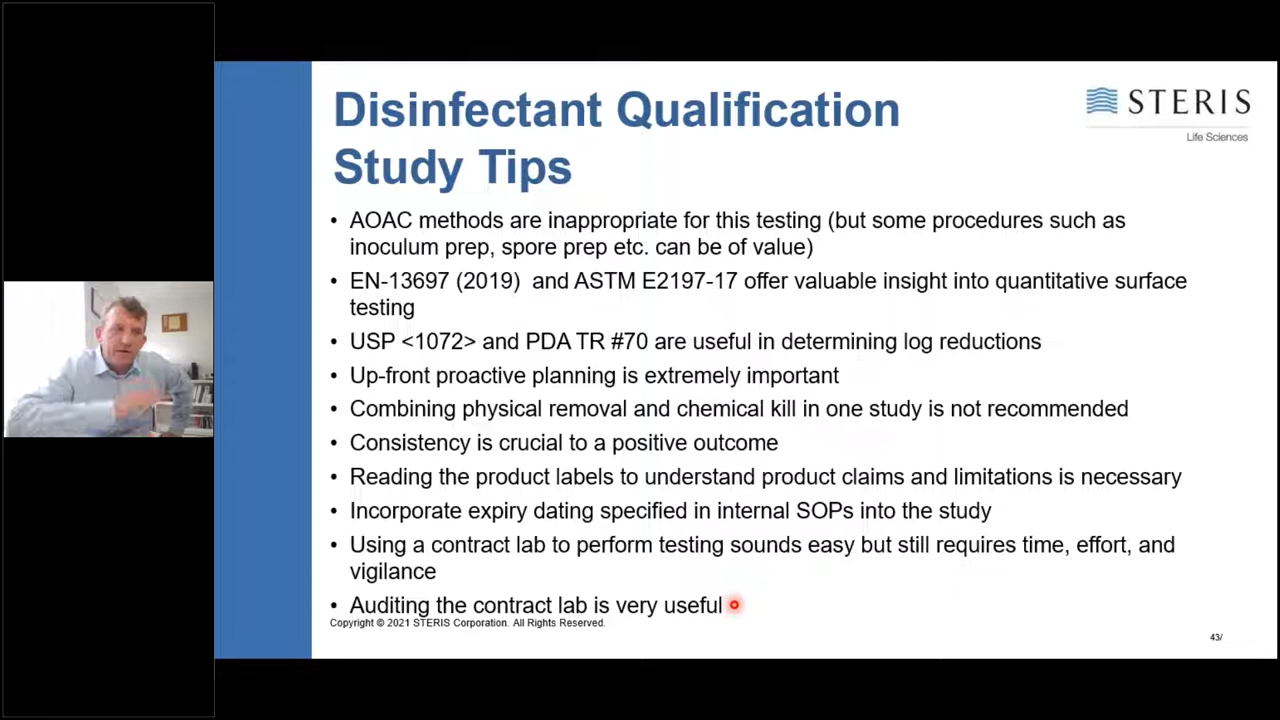 Disinfectant Qualification
Study Tips
STERIS
Life Sciences
• AOAC methods are inappropriate for this testing (but some procedures such as
inoculum prep, spore prep etc. can be of value)
• EN-13697 (2019) and ASTM E2197-17 offer valuable insight into quantitative surface
testing
• USP <1072> and PDA TR #70 are useful in determining log reductions
• Up-front proactive planning is extremely important
• Combining physical removal and chemical kill in one study is not recommended
• Consistency is crucial to a positive outcome
• Reading the product labels to understand product claims and limitations is necessary
• Incorporate expiry dating specified in internal SOPs into the study
• Using a contract lab to perform testing sounds easy but still requires time, effort, and
vigilance
• Auditing the contract lab is very useful
Copyright © 2021 STERIS Corporation. All Rights Reserved.
43/